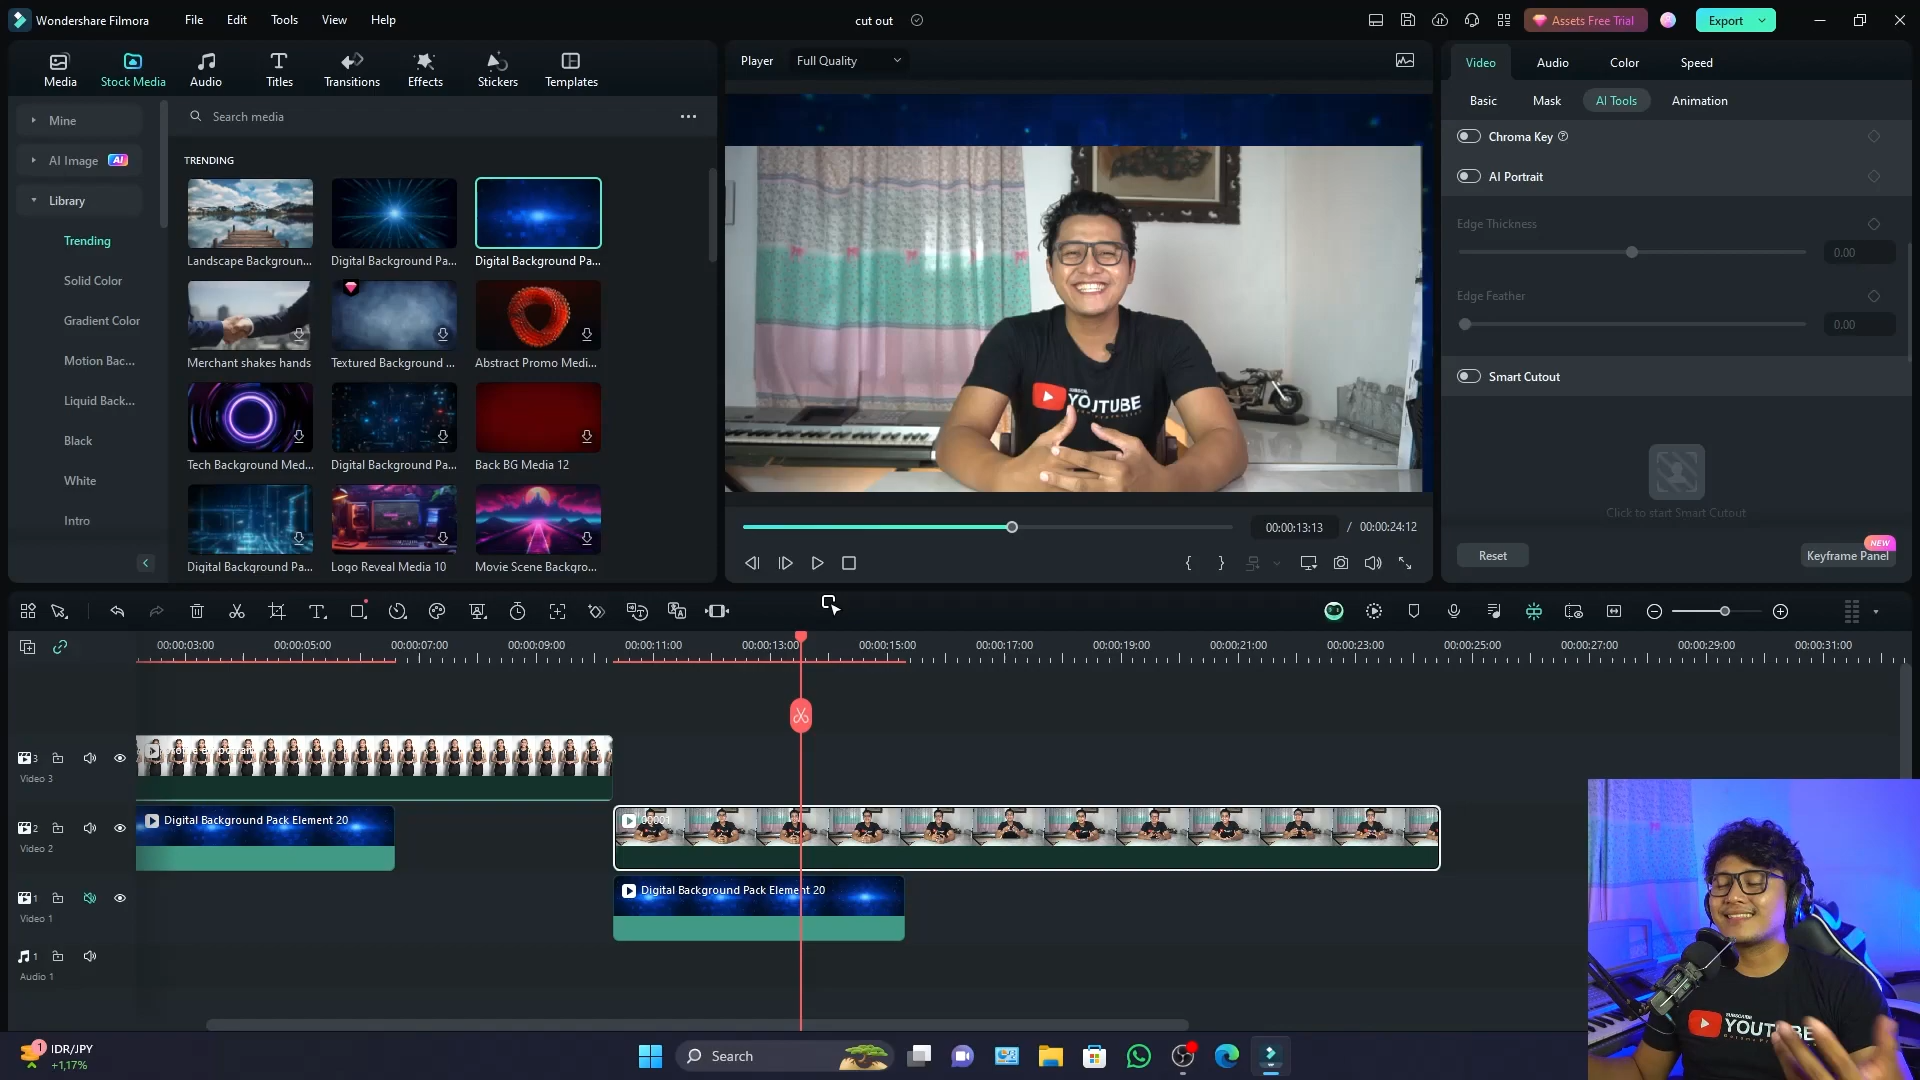 Wondershare Filmora
File Edit Tools View Help
cut out
Assets Free Trial
Export
Media
Stock Media
Audio
Titles
Transitions
Effects
Stickers
Templates
Player
Full Quality
Video
Audio
Color
Speed
Basic
Mask
AI Tools
Animation
Mine
AI Image AI
Library
Trending
Solid Color
Gradient Color
Motion Bac...
Liquid Back...
Black
White
Intro
Search media
TRENDING
Landscape Backgroun...
Digital Background Pa...
Digital Background Pa...
Merchant shakes hands
Textured Background ...
Abstract Promo Medi...
Tech Background Med...
Digital Background Pa...
Back BG Media 12
Digital Background Pa...
Logo Reveal Media 10
Movie Scene Backgro...
YOUTUBE
00:00:13:13 / 00:00:24:12
Chroma Key
AI Portrait
Edge Thickness
0.00
Edge Feather
0.00
Smart Cutout
Click to start Smart Cutout
Reset
NEW
Keyframe Panel
00:00:03:00
00:00:05:00
00:00:07:00
00:00:09:00
00:00:11:00
00:00:13:00
00:00:15:00
00:00:17:00
00:00:19:00
00:00:21:00
00:00:23:00
00:00:25:00
00:00:27:00
00:00:29:00
00:00:31:00
3
Video 3
2
Video 2
Digital Background Pack Element 20
00001
1
Video 1
Digital Background Pack Element 20
1
Audio 1
YOUTUBE
1
IDR/JPY
+1,17%
Search